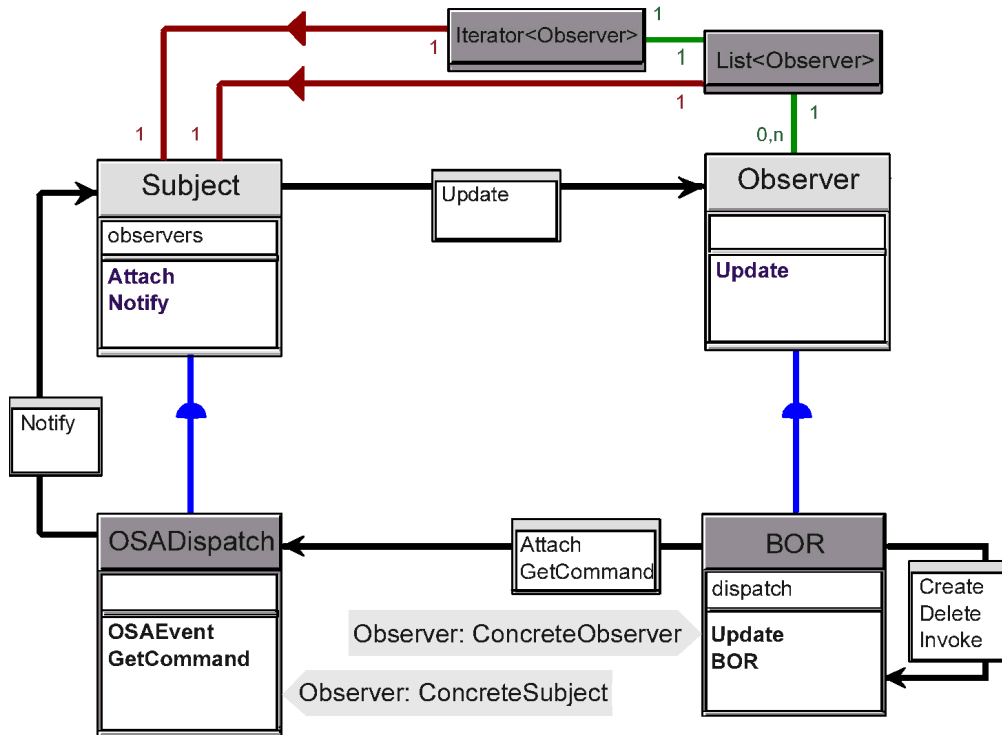 1
Iterator<Observer>
1
1
List<Observer>
1
1
1
1
0,n
1
Subject
Observer
Update
observers
Attach
Notify
Update
Notify
OSADispatch
Attach
GetCommand
BOR
dispatch
Create
Delete
Invoke
OSAEvent
GetCommand
Observer: ConcreteObserver
Update
BOR
Observer: ConcreteSubject